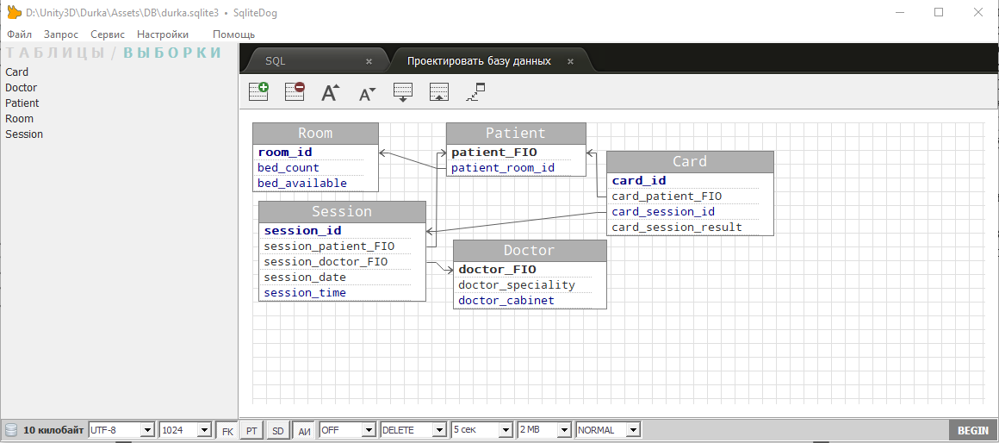 D:\Unity3D\Durka\Assets\DB\durka.sqlite3 • SqliteDog
Файл Запрос Сервис Настройки Помощь
ТАБЛИЦЫ / ВЫБОРКИ
Card
Doctor
Patient
Room
Session
SQL × Проектировать базу данных ×
Room
room_id
bed_count
bed_available
Patient
patient_FIO
patient_room_id
Card
card_id
card_patient_FIO
card_session_id
card_session_result
Session
session_id
session_patient_FIO
session_doctor_FIO
session_date
session_time
Doctor
doctor_FIO
doctor_speciality
doctor_cabinet
10 килобайт UTF-8 1024 FK PT SD АИ OFF DELETE 5 сек 2 MB NORMAL BEGIN